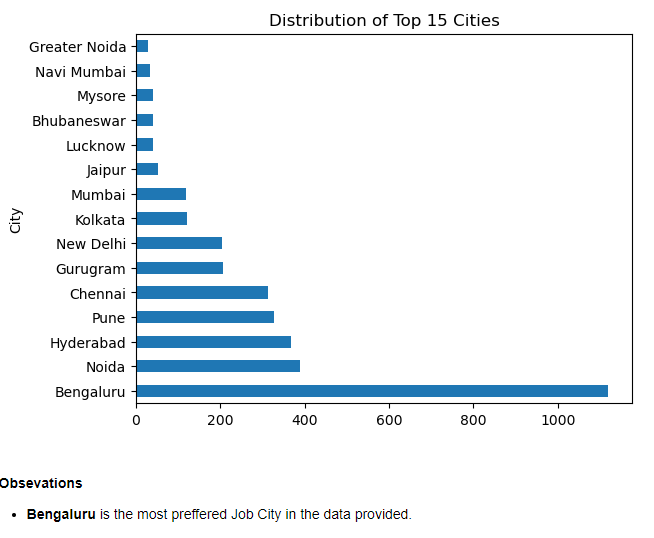 Distribution of Top 15 Cities
Greater Noida
Navi Mumbai
Mysore
Bhubaneswar
Lucknow
Jaipur
Mumbai
Kolkata
New Delhi
Gurugram
Chennai
Pune
Hyderabad
Noida
Bengaluru
City
0 200 400 600 800 1000
Obsevations
• Bengaluru is the most preffered Job City in the data provided.